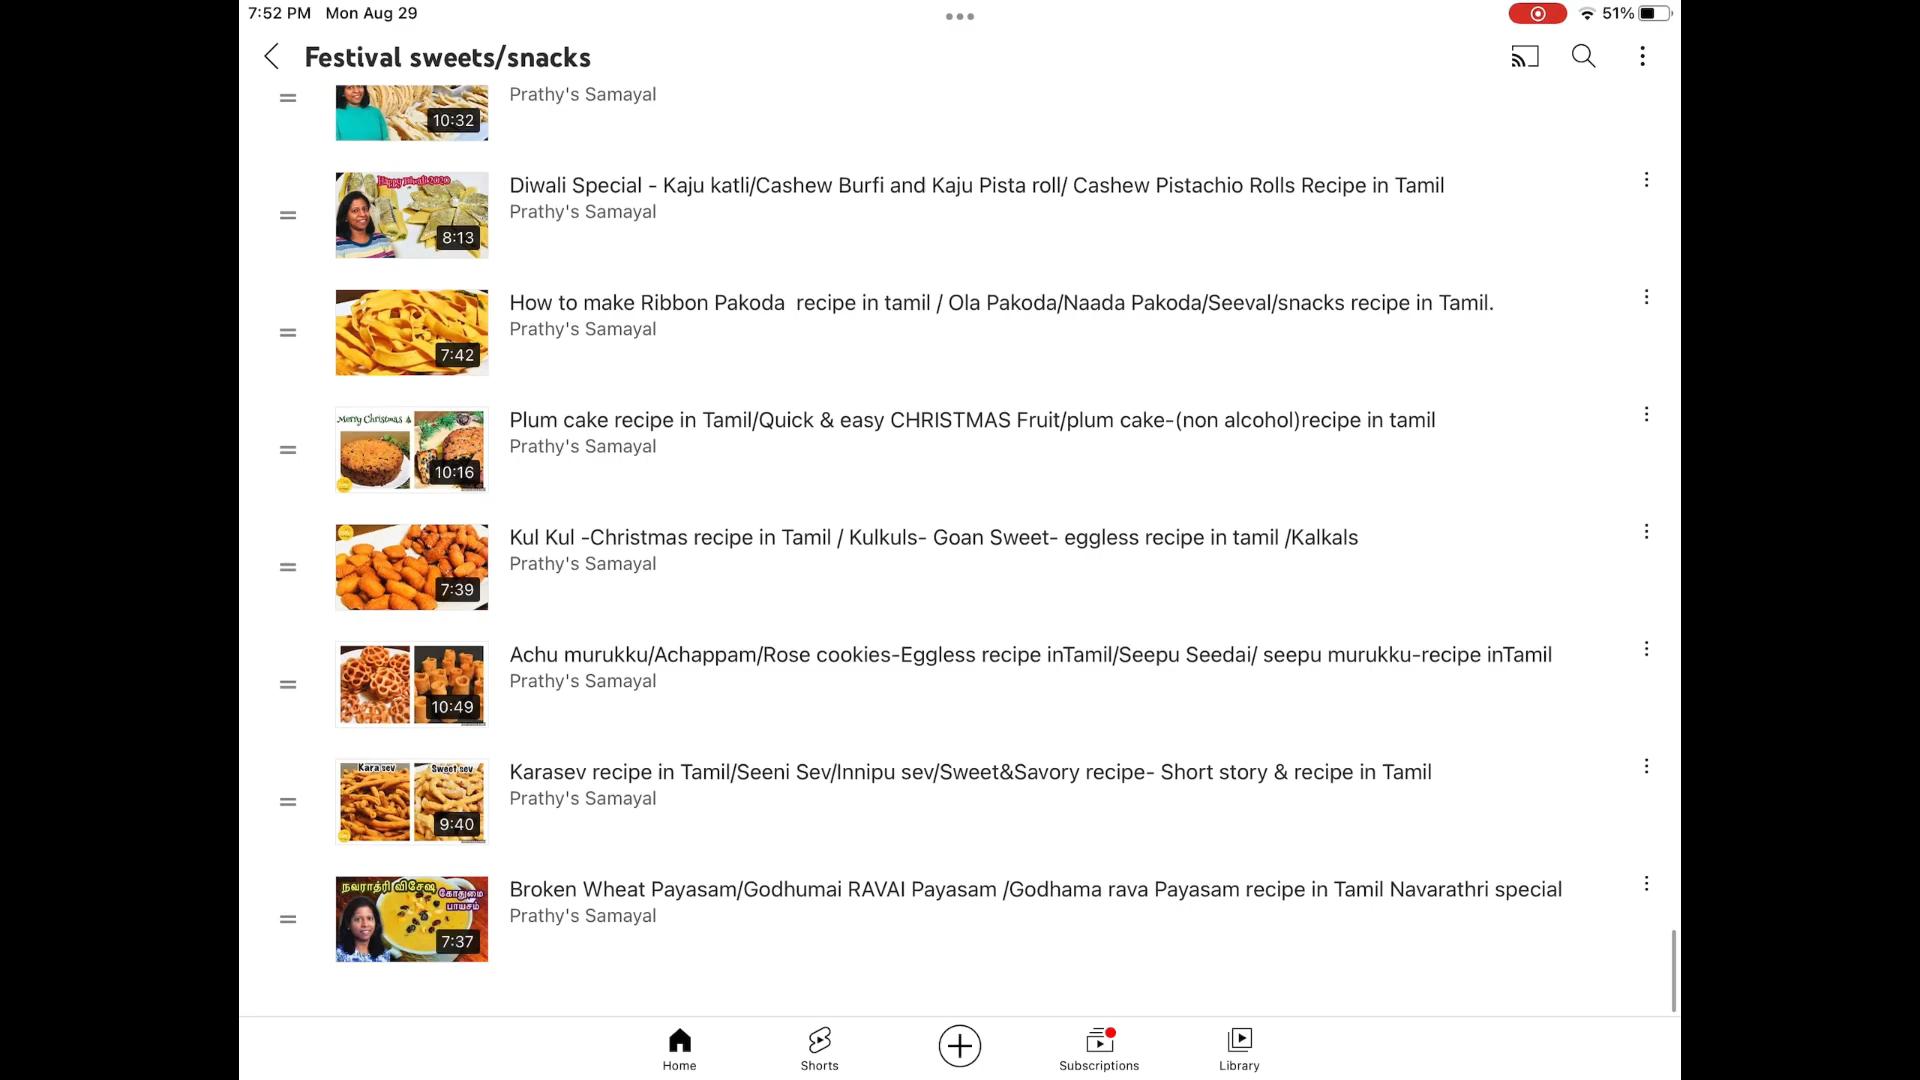 7:52 PM Mon Aug 29
51%
Festival sweets/snacks
Prathy's Samayal
10:32
Happy Diwali 2020
8:13
Diwali Special - Kaju katli/Cashew Burfi and Kaju Pista roll/ Cashew Pistachio Rolls Recipe in Tamil
Prathy's Samayal
7:42
How to make Ribbon Pakoda recipe in tamil / Ola Pakoda/Naada Pakoda/Seeval/snacks recipe in Tamil.
Prathy's Samayal
Merry Christmas
10:16
Plum cake recipe in Tamil/Quick & easy CHRISTMAS Fruit/plum cake-(non alcohol)recipe in tamil
Prathy's Samayal
7:39
Kul Kul -Christmas recipe in Tamil / Kulkuls- Goan Sweet- eggless recipe in tamil /Kalkals
Prathy's Samayal
10:49
Achu murukku/Achappam/Rose cookies-Eggless recipe inTamil/Seepu Seedai/ seepu murukku-recipe inTamil
Prathy's Samayal
Kara sev
Sweet sev
9:40
Karasev recipe in Tamil/Seeni Sev/Innipu sev/Sweet&Savory recipe- Short story & recipe in Tamil
Prathy's Samayal
நவராத்ரி விசேஷ
கோதுமை
பாயசம்
7:37
Broken Wheat Payasam/Godhumai RAVAI Payasam /Godhama rava Payasam recipe in Tamil Navarathri special
Prathy's Samayal
Home
Shorts
Subscriptions
Library